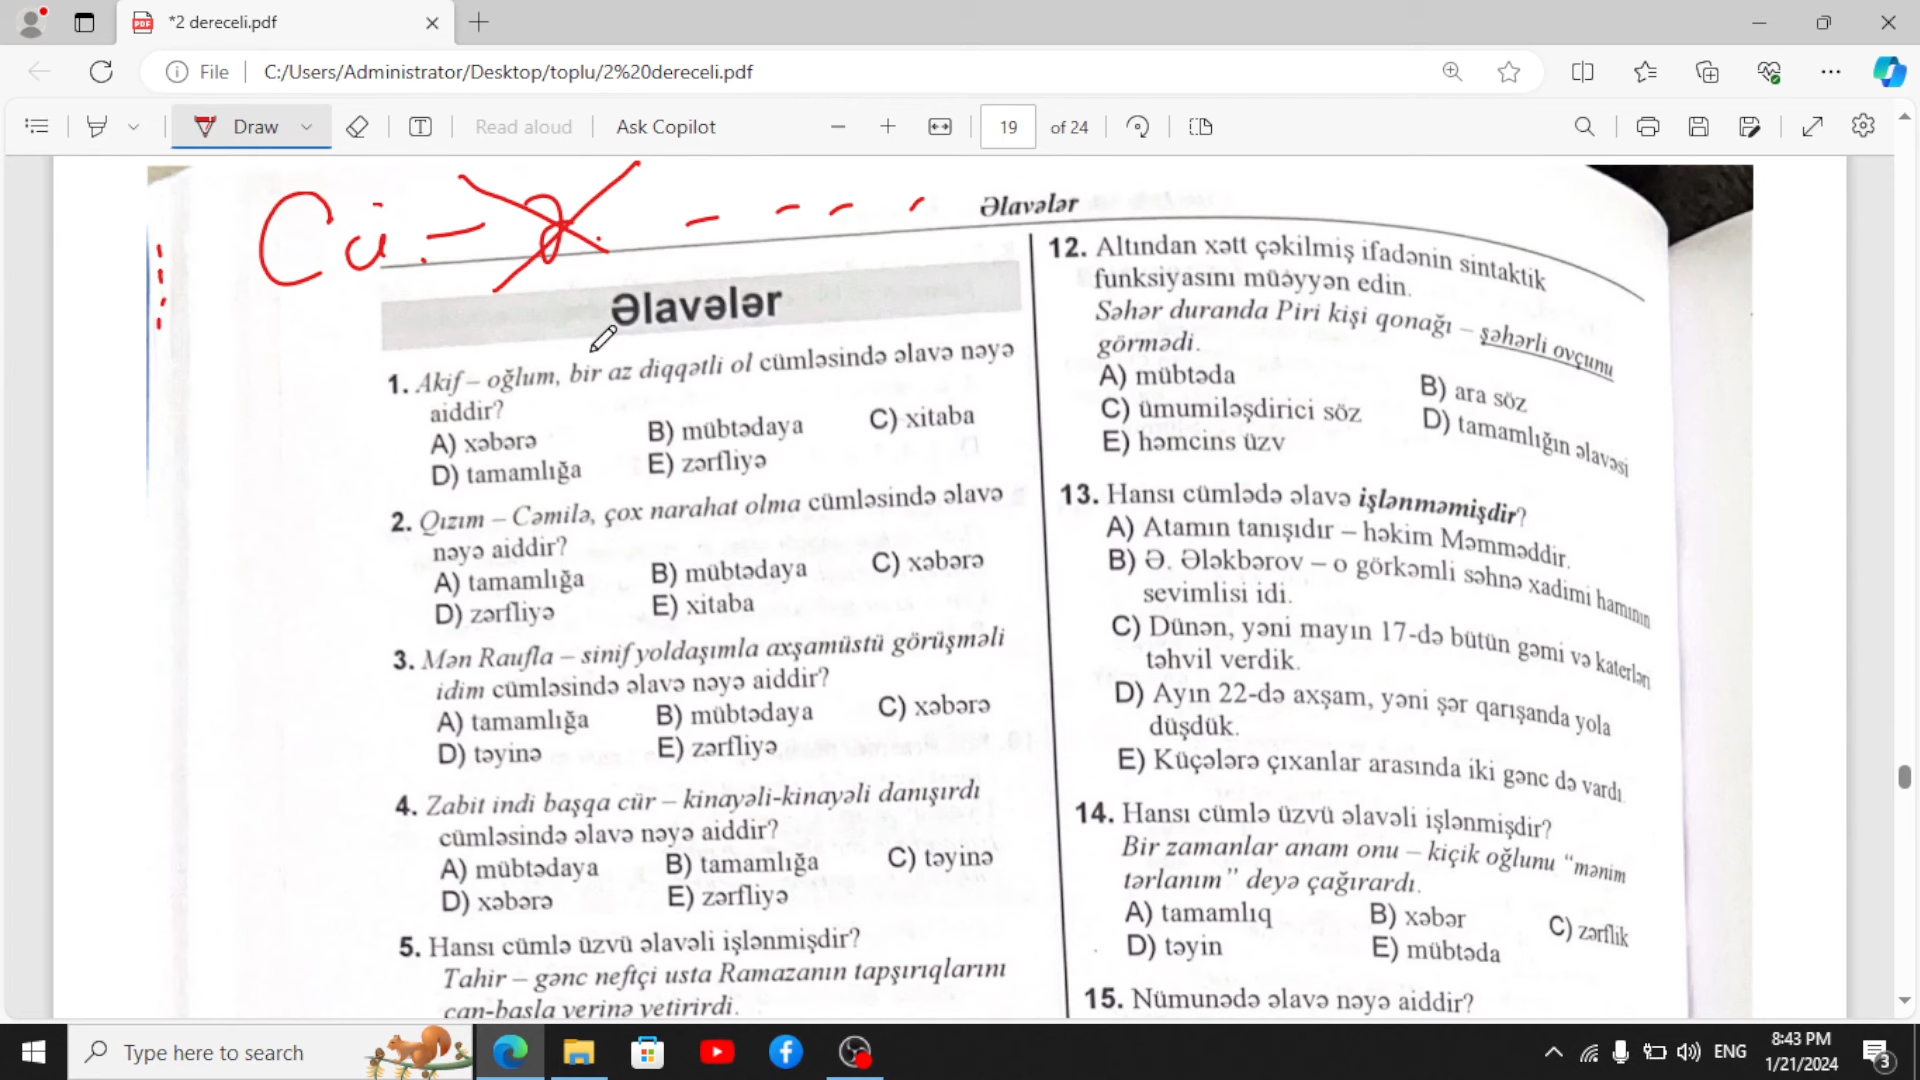 *2 dereceli.pdf
File
C:/Users/Administrator/Desktop/toplu/2%20dereceli.pdf
Draw
Read aloud
Ask Copilot
19
of 24
Əlavələr
Əlavələr
1. Akif – oğlum, bir az diqqətli ol cümləsində əlavə nəyə
aiddir?
A) xəbərə B) mübtədaya C) xitaba
D) tamamlığa E) zərfliyə
2. Qızım – Cəmilə, çox narahat olma cümləsində əlavə
nəyə aiddir?
A) tamamlığa B) mübtədaya C) xəbərə
D) zərfliyə E) xitaba
3. Mən Raufla – sinif yoldaşımla axşamüstü görüşməli
idim cümləsində əlavə nəyə aiddir?
A) tamamlığa B) mübtədaya C) xəbərə
D) təyinə E) zərfliyə
4. Zabit indi başqa cür – kinayəli-kinayəli danışırdı
cümləsində əlavə nəyə aiddir?
A) mübtədaya B) tamamlığa C) təyinə
D) xəbərə E) zərfliyə
5. Hansı cümlə üzvü əlavəli işlənmişdir?
Tahir – gənc neftçi usta Ramazanın tapşırıqlarını
can-başla yerinə yetirirdi.
12. Altından xətt çəkilmiş ifadənin sintaktik
funksiyasını müəyyən edin.
Səhər duranda Piri kişi qonağı – şəhərli ovçunu
görmədi.
A) mübtəda B) ara söz
C) ümumiləşdirici söz D) tamamlığın əlavəsi
E) həmcins üzv
13. Hansı cümlədə əlavə işlənməmişdir?
A) Atamın tanışıdır – həkim Məmməddir.
B) Ə. Ələkbərov – o görkəmli səhnə xadimi hamının
sevimlisi idi.
C) Dünən, yəni mayın 17-də bütün gəmi və katerləri
təhvil verdik.
D) Ayın 22-də axşam, yəni şər qarışanda yola
düşdük.
E) Küçələrə çıxanlar arasında iki gənc də vardı.
14. Hansı cümlə üzvü əlavəli işlənmişdir?
Bir zamanlar anam onu – kiçik oğlunu “mənim
tərlanım” deyə çağırardı.
A) tamamlıq B) xəbər C) zərflik
D) təyin E) mübtəda
15. Nümunədə əlavə nəyə aiddir?
Type here to search
ENG
8:43 PM
1/21/2024
3